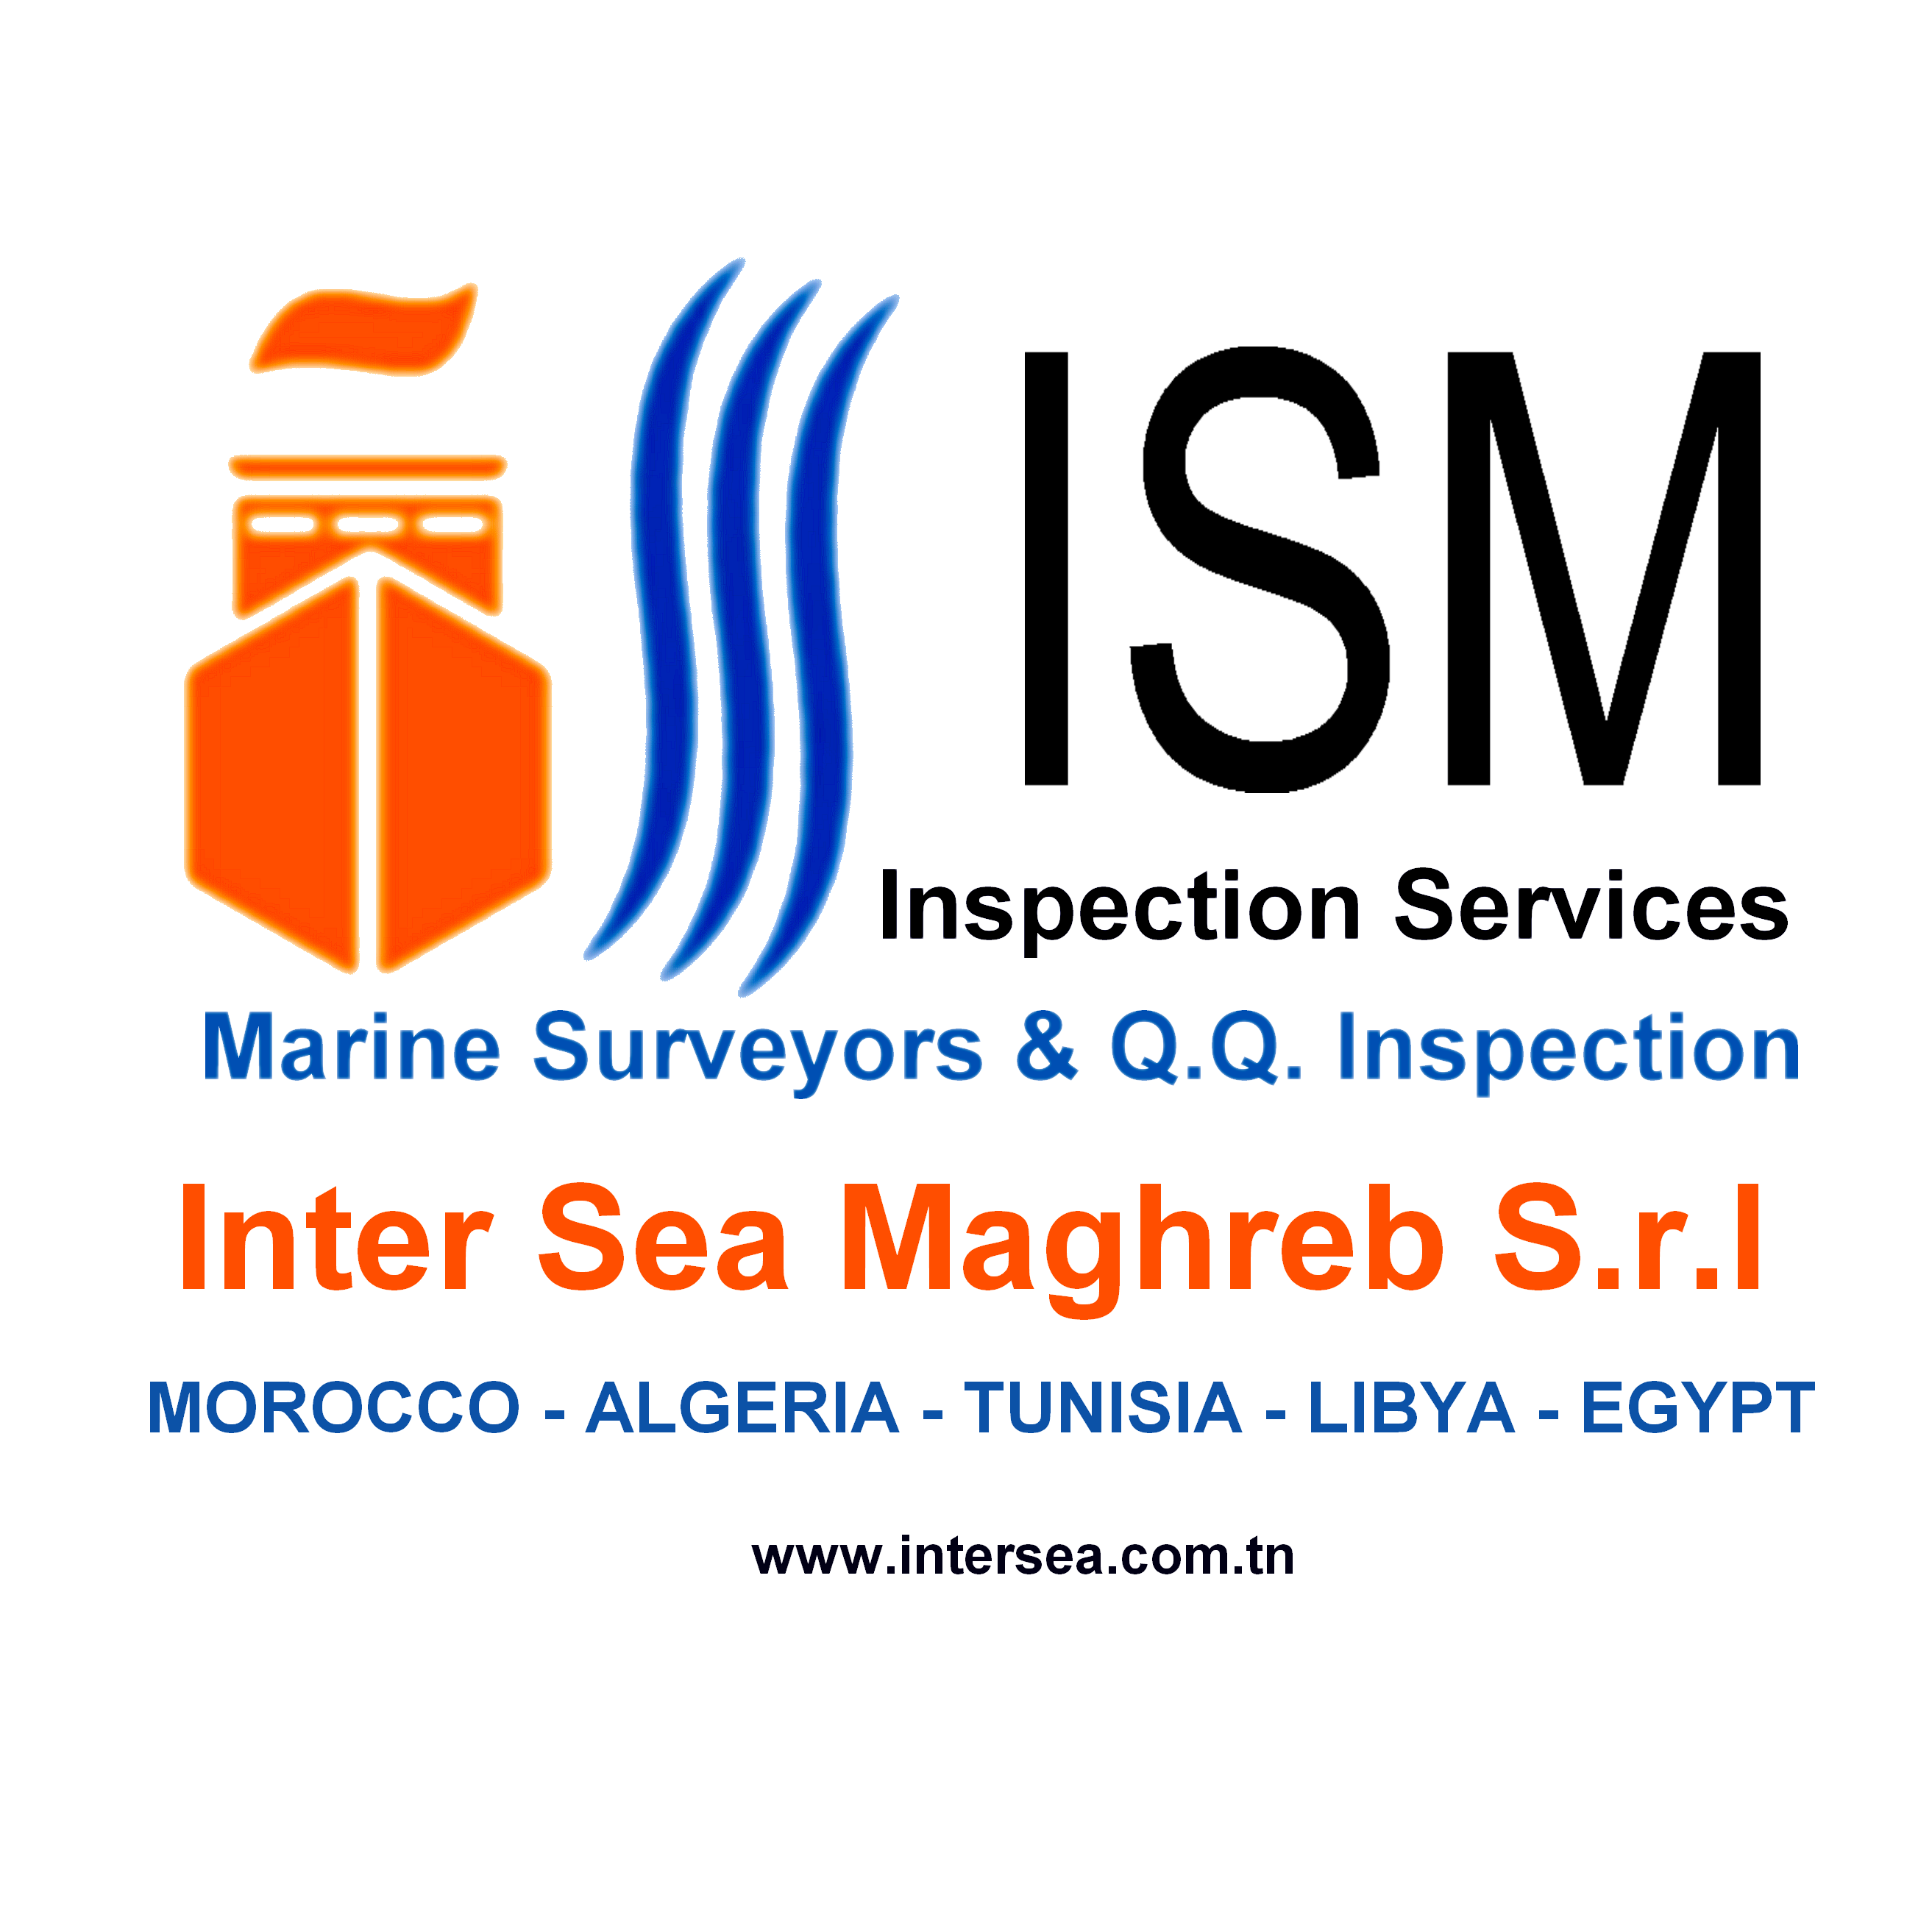 ISM
Inspection Services
Marine Surveyors & Q.Q. Inspection
Inter Sea Maghreb S.r.l
MOROCCO - ALGERIA - TUNISIA - LIBYA - EGYPT
www.intersea.com.tn